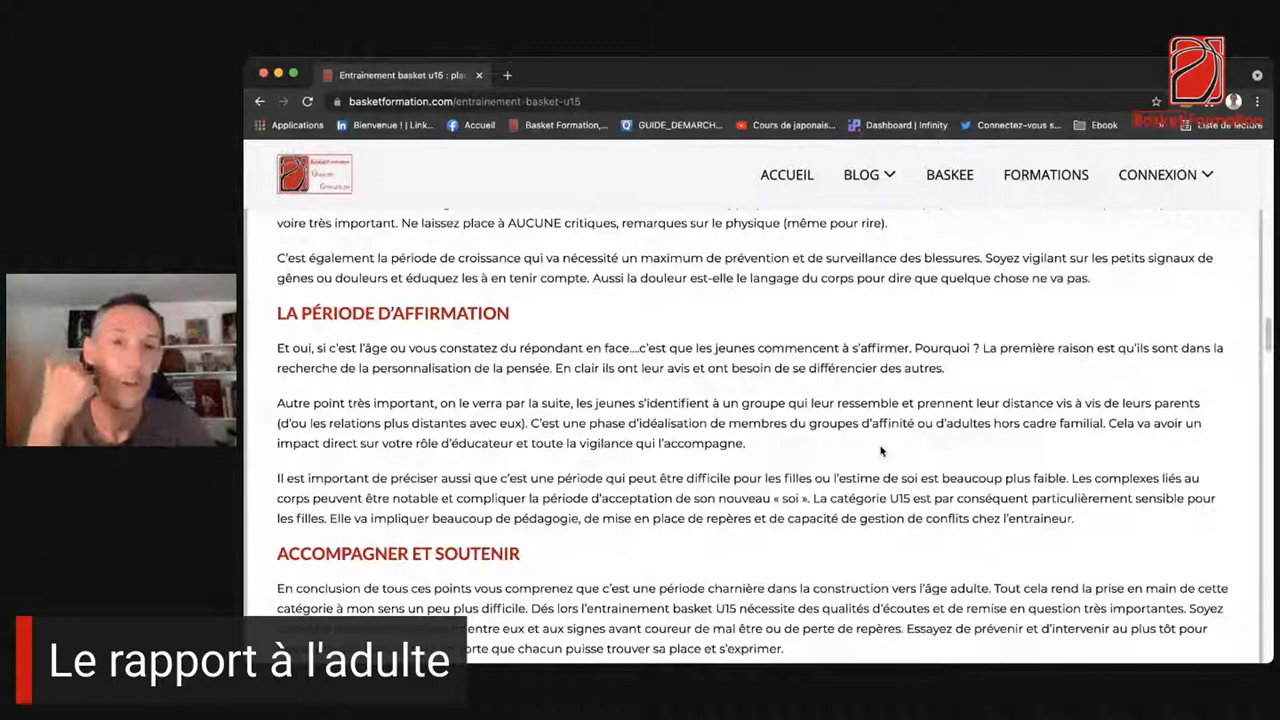 Entrainement basket u15 : pla
basketformation.com/entrainement-basket-u15
Applications
Bienvenue ! | Link...
Accueil
Basket Formation,...
GUIDE_DEMARCH...
Cours de japonais...
Dashboard | Infinity
Connectez-vous s...
Ebook
Liste de lecture
Basket Formation
Basket Formation
ACCUEIL
BLOG
BASKEE
FORMATIONS
CONNEXION
voire très important. Ne laissez place à AUCUNE critiques, remarques sur le physique (même pour rire).
C'est également la période de croissance qui va nécessité un maximum de prévention et de surveillance des blessures. Soyez vigilant sur les petits signaux de
gênes ou douleurs et éduquez les à en tenir compte. Aussi la douleur est-elle le langage du corps pour dire que quelque chose ne va pas.
LA PÉRIODE D'AFFIRMATION
Et oui, si c'est l'âge ou vous constatez du répondant en face....c'est que les jeunes commencent à s'affirmer. Pourquoi ? La première raison est qu'ils sont dans la
recherche de la personnalisation de la pensée. En clair ils ont leur avis et ont besoin de se différencier des autres.
Autre point très important, on le verra par la suite, les jeunes s'identifient à un groupe qui leur ressemble et prennent leur distance vis à vis de leurs parents
(d'ou les relations plus distantes avec eux). C'est une phase d'idéalisation de membres du groupes d'affinité ou d'adultes hors cadre familial. Cela va avoir un
impact direct sur votre rôle d'éducateur et toute la vigilance qui l'accompagne.
Il est important de préciser aussi que c'est une période qui peut être difficile pour les filles ou l'estime de soi est beaucoup plus faible. Les complexes liés au
corps peuvent être notable et compliquer la période d'acceptation de son nouveau « soi ». La catégorie U15 est par conséquent particulièrement sensible pour
les filles. Elle va impliquer beaucoup de pédagogie, de mise en place de repères et de capacité de gestion de conflits chez l'entraineur.
ACCOMPAGNER ET SOUTENIR
En conclusion de tous ces points vous comprenez que c'est une période charnière dans la construction vers l'âge adulte. Tout cela rend la prise en main de cette
catégorie à mon sens un peu plus difficile. Dés lors l'entrainement basket U15 nécessite des qualités d'écoutes et de remise en question très importantes. Soyez
entre eux et aux signes avant coureur de mal être ou de perte de repères. Essayez de prévenir et d'intervenir au plus tôt pour
que chacun puisse trouver sa place et s'exprimer.
Le rapport à l'adulte